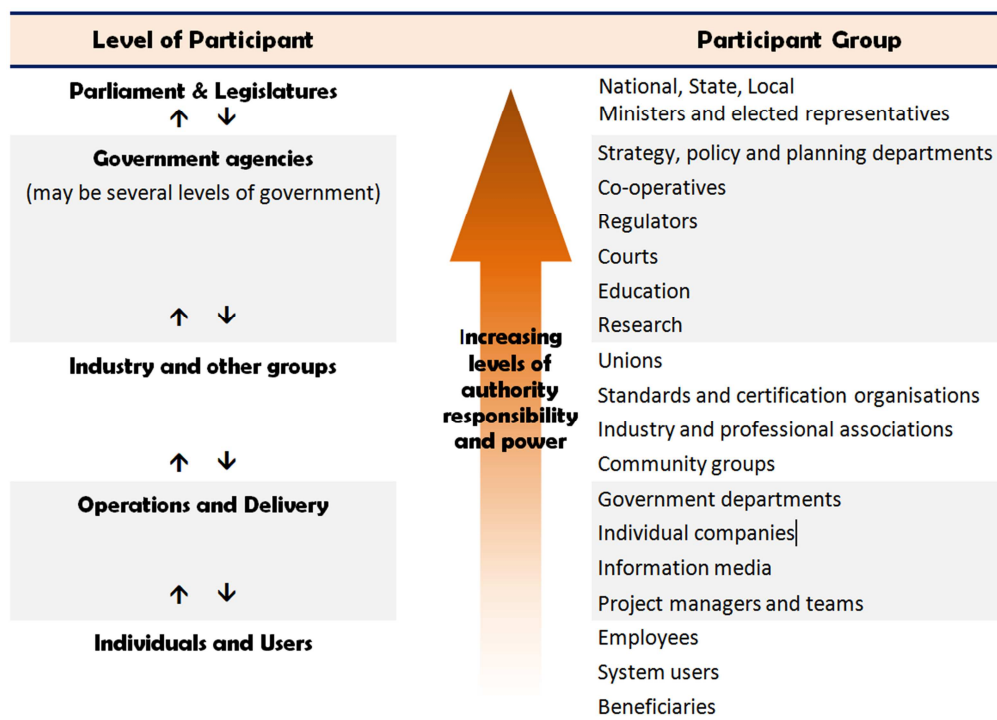 Level of Participant
Participant Group
Parliament & Legislatures
↑ ↓
National, State, Local
Ministers and elected representatives
Government agencies
(may be several levels of government)
↑ ↓
Strategy, policy and planning departments
Co-operatives
Regulators
Courts
Education
Research
Industry and other groups
↑ ↓
Unions
Standards and certification organisations
Industry and professional associations
Community groups
Operations and Delivery
↑ ↓
Government departments
Individual companies
Information media
Project managers and teams
Individuals and Users
Employees
System users
Beneficiaries
Increasing
levels of
authority
responsibility
and power